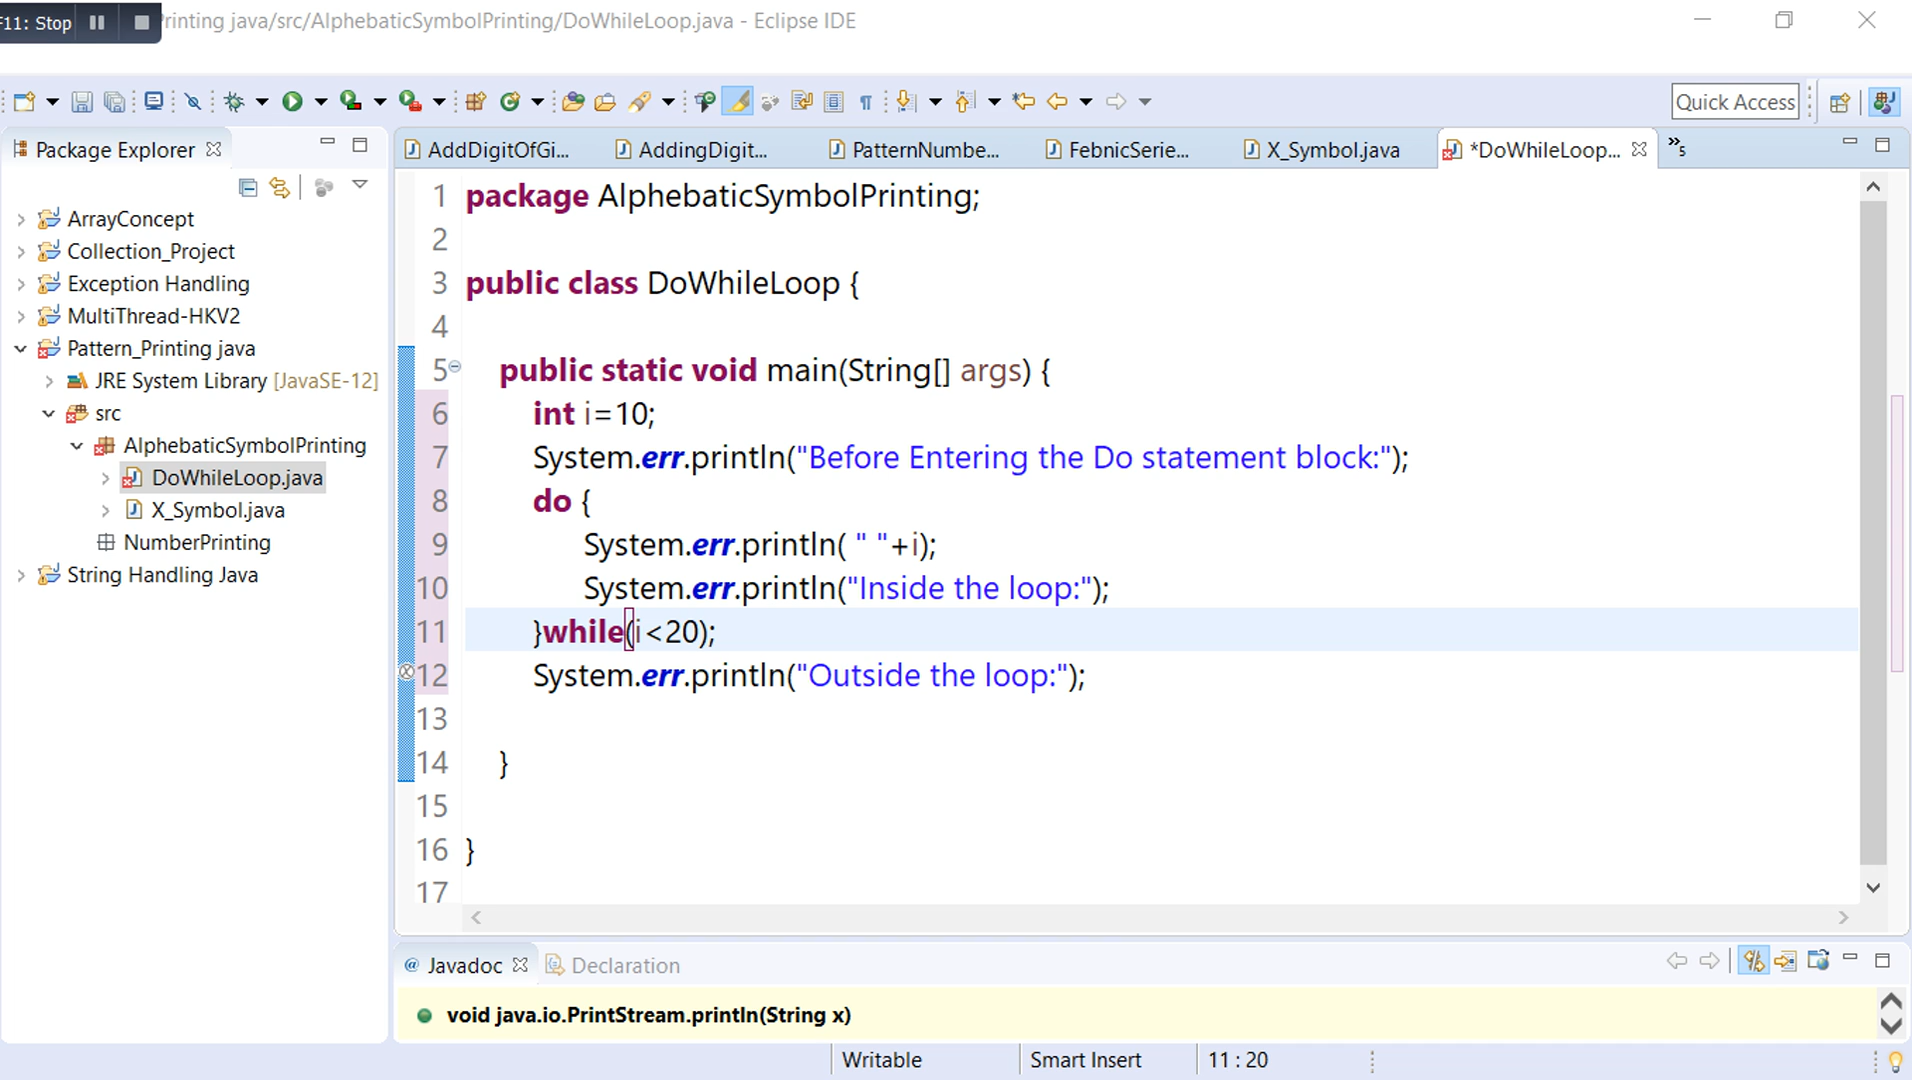 F11: Stop
Printing java/src/AlphebaticSymbolPrinting/DoWhileLoop.java - Eclipse IDE
Quick Access
Package Explorer
ArrayConcept
Collection_Project
Exception Handling
MultiThread-HKV2
Pattern_Printing java
JRE System Library [JavaSE-12]
src
AlphebaticSymbolPrinting
DoWhileLoop.java
X_Symbol.java
NumberPrinting
String Handling Java
AddDigitOfGi... AddingDigit... PatternNumbe... FebnicSerie... X_Symbol.java *DoWhileLoop... »5
1 package AlphebaticSymbolPrinting;
2
3 public class DoWhileLoop {
4
5 public static void main(String[] args) {
6 int i=10;
7 System.err.println("Before Entering the Do statement block:");
8 do {
9 System.err.println( " "+i);
10 System.err.println("Inside the loop:");
11 }while(i<20);
12 System.err.println("Outside the loop:");
13
14 }
15
16 }
17
@ Javadoc Declaration
void java.io.PrintStream.println(String x)
Writable Smart Insert 11 : 20